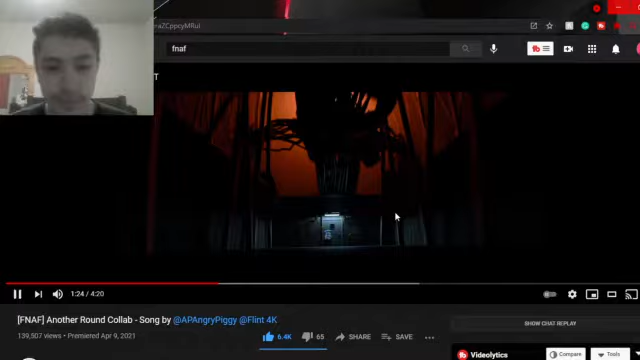 aZCppcyMRuI
fnaf
T
1:24 / 4:20
[FNAF] Another Round Collab - Song by @APAngryPiggy @Flint 4K
139,507 views • Premiered Apr 9, 2021
6.4K
65
SHARE
SAVE
SHOW CHAT REPLAY
Videolytics
Compare
Tools